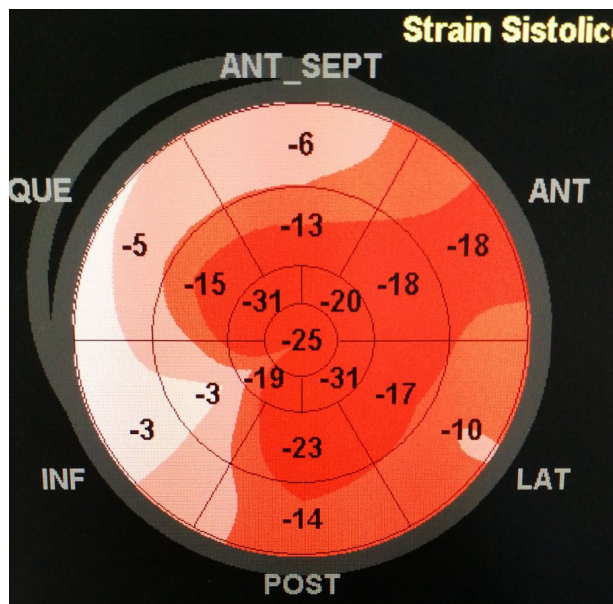 Strain Sistolico
ANT_SEPT
-6
QUE
ANT
-5
-13
-18
-15
-18
-31
-20
-25
-19
-31
-3
-17
-3
-10
-23
INF
LAT
-14
POST